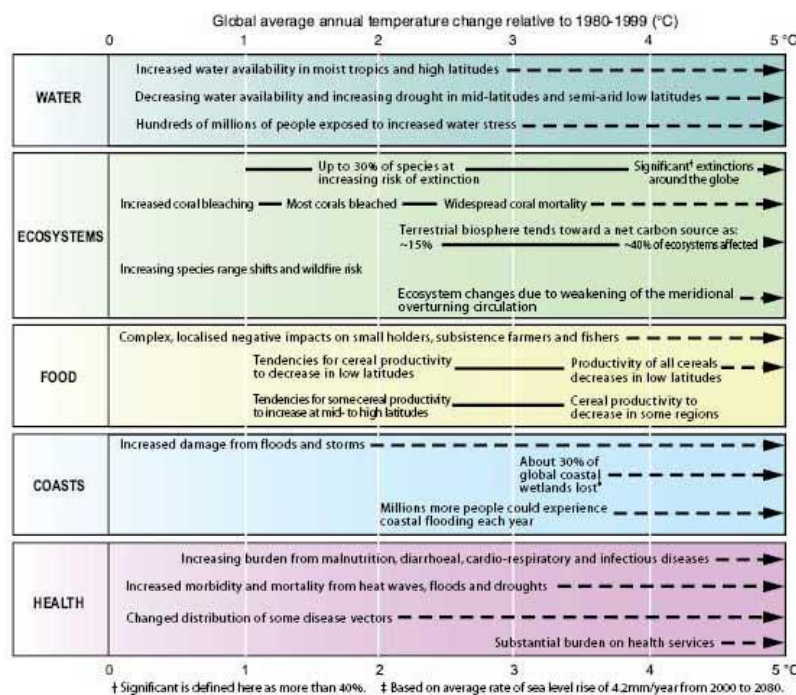 Global average annual temperature change relative to 1980-1999 (°C)
0 1 2 3 4 5 °C
WATER
Increased water availability in moist tropics and high latitudes
Decreasing water availability and increasing drought in mid-latitudes and semi-arid low latitudes
Hundreds of millions of people exposed to increased water stress
ECOSYSTEMS
Up to 30% of species at
increasing risk of extinction
Significant† extinctions
around the globe
Increased coral bleaching Most corals bleached Widespread coral mortality
Terrestrial biosphere tends toward a net carbon source as:
~15% ~40% of ecosystems affected
Increasing species range shifts and wildfire risk
Ecosystem changes due to weakening of the meridional
overturning circulation
FOOD
Complex, localised negative impacts on small holders, subsistence farmers and fishers
Tendencies for cereal productivity
to decrease in low latitudes
Productivity of all cereals
decreases in low latitudes
Tendencies for some cereal productivity
to increase at mid- to high latitudes
Cereal productivity to
decrease in some regions
COASTS
Increased damage from floods and storms
About 30% of
global coastal
wetlands lost‡
Millions more people could experience
coastal flooding each year
HEALTH
Increasing burden from malnutrition, diarrhoeal, cardio-respiratory and infectious diseases
Increased morbidity and mortality from heat waves, floods and droughts
Changed distribution of some disease vectors
Substantial burden on health services
0 1 2 3 4 5 °C
† Significant is defined here as more than 40%. ‡ Based on average rate of sea level rise of 4.2mm/year from 2000 to 2080.